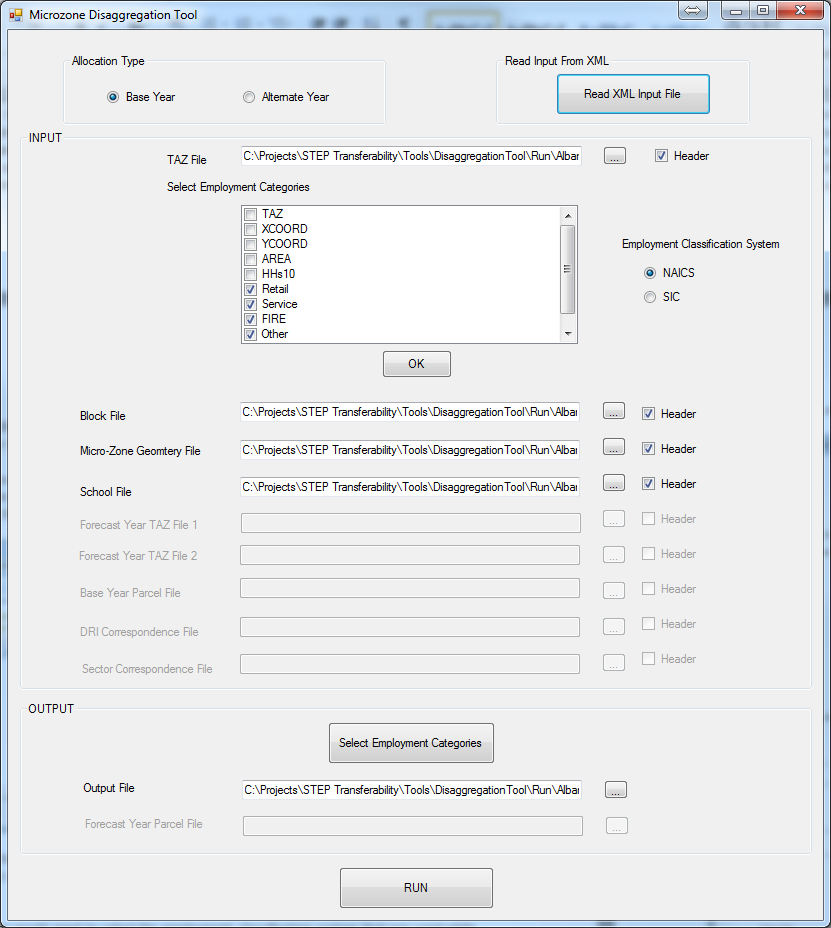 Microzone Disaggregation Tool
Allocation Type
Base Year
Alternate Year
Read Input From XML
Read XML Input File
INPUT
TAZ File
C:\Projects\STEP Transferability\Tools\DisaggregationTool\Run\Alban
...
Header
Select Employment Categories
TAZ
XCOORD
YCOORD
AREA
HHs10
Retail
Service
FIRE
Other
Employment Classification System
NAICS
SIC
OK
Block File
C:\Projects\STEP Transferability\Tools\DisaggregationTool\Run\Alban
...
Header
Micro-Zone Geomtery File
C:\Projects\STEP Transferability\Tools\DisaggregationTool\Run\Alban
...
Header
School File
C:\Projects\STEP Transferability\Tools\DisaggregationTool\Run\Alban
...
Header
Forecast Year TAZ File 1
...
Header
Forecast Year TAZ File 2
...
Header
Base Year Parcel File
...
Header
DRI Correspondence File
...
Header
Sector Correspondence File
...
Header
OUTPUT
Select Employment Categories
Output File
C:\Projects\STEP Transferability\Tools\DisaggregationTool\Run\Alban
...
Forecast Year Parcel File
...
RUN